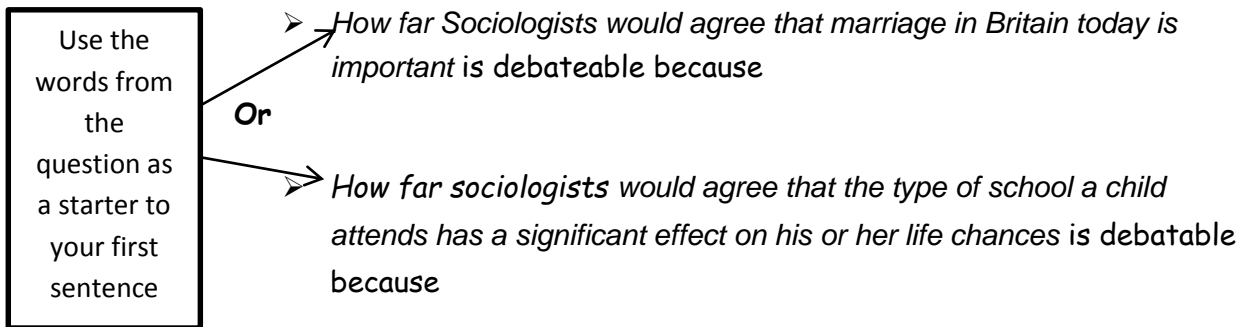 Use the
words from
the
question as
a starter to
your first
sentence
➢ How far Sociologists would agree that marriage in Britain today is
important is debateable because
Or
➢ How far sociologists would agree that the type of school a child
attends has a significant effect on his or her life chances is debatable
because